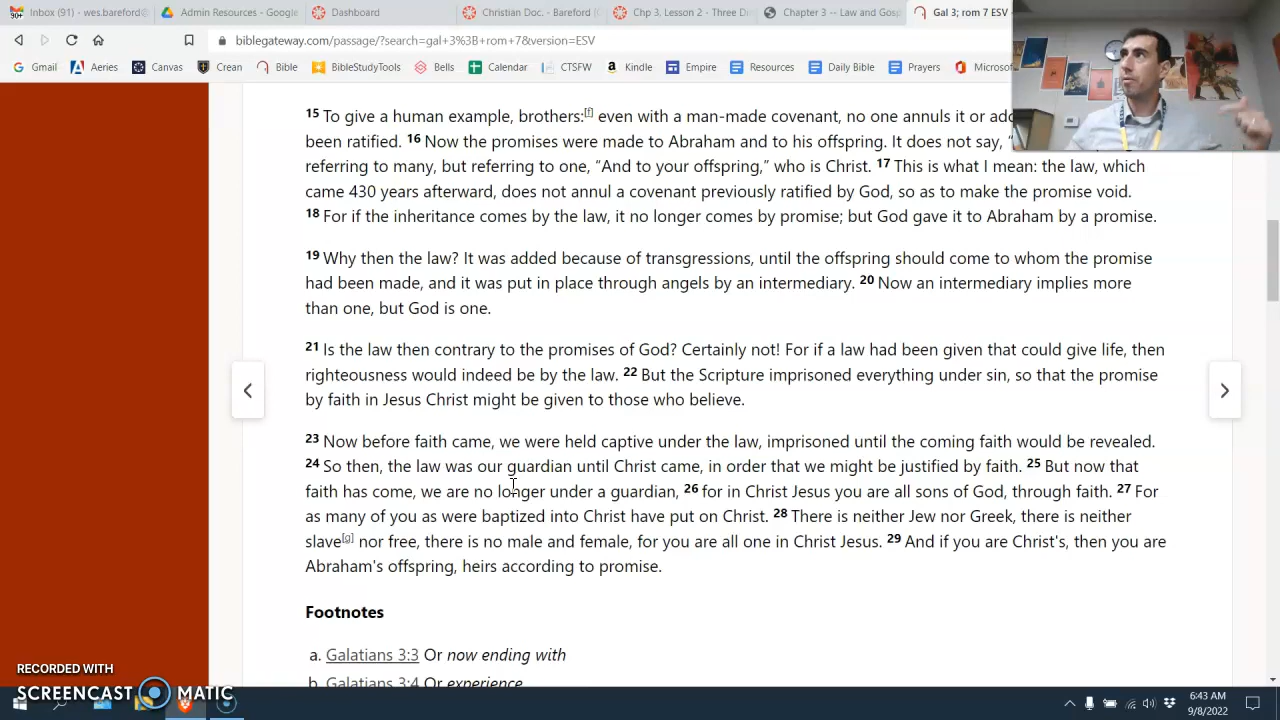 Inbox (91) - wes.bareford@
Admin Resources - Google
Dashboard
Christian Doc. - Bareford (
Chp 3, Lesson 2 - Three D
Chapter 3 -- Law and Gosp
Gal 3; rom 7 ESV
biblegateway.com/passage/?search=gal+3%3B+rom+7&version=ESV
Gmail
Aeries
Canvas
Crean
Bible
BibleStudyTools
Bells
Calendar
CTSFW
Kindle
Empire
Resources
Daily Bible
Prayers
Microso
15 To give a human example, brothers:[f] even with a man-made covenant, no one annuls it or ad
been ratified. 16 Now the promises were made to Abraham and to his offspring. It does not say, “
referring to many, but referring to one, “And to your offspring,” who is Christ. 17 This is what I mean: the law, which
came 430 years afterward, does not annul a covenant previously ratified by God, so as to make the promise void.
18 For if the inheritance comes by the law, it no longer comes by promise; but God gave it to Abraham by a promise.
19 Why then the law? It was added because of transgressions, until the offspring should come to whom the promise
had been made, and it was put in place through angels by an intermediary. 20 Now an intermediary implies more
than one, but God is one.
21 Is the law then contrary to the promises of God? Certainly not! For if a law had been given that could give life, then
righteousness would indeed be by the law. 22 But the Scripture imprisoned everything under sin, so that the promise
by faith in Jesus Christ might be given to those who believe.
23 Now before faith came, we were held captive under the law, imprisoned until the coming faith would be revealed.
24 So then, the law was our guardian until Christ came, in order that we might be justified by faith. 25 But now that
faith has come, we are no longer under a guardian, 26 for in Christ Jesus you are all sons of God, through faith. 27 For
as many of you as were baptized into Christ have put on Christ. 28 There is neither Jew nor Greek, there is neither
slave[g] nor free, there is no male and female, for you are all one in Christ Jesus. 29 And if you are Christ's, then you are
Abraham's offspring, heirs according to promise.
Footnotes
a. Galatians 3:3 Or now ending with
b. Galatians 3:4 Or experience
RECORDED WITH
SCREENCAST MATIC
6:43 AM
9/8/2022